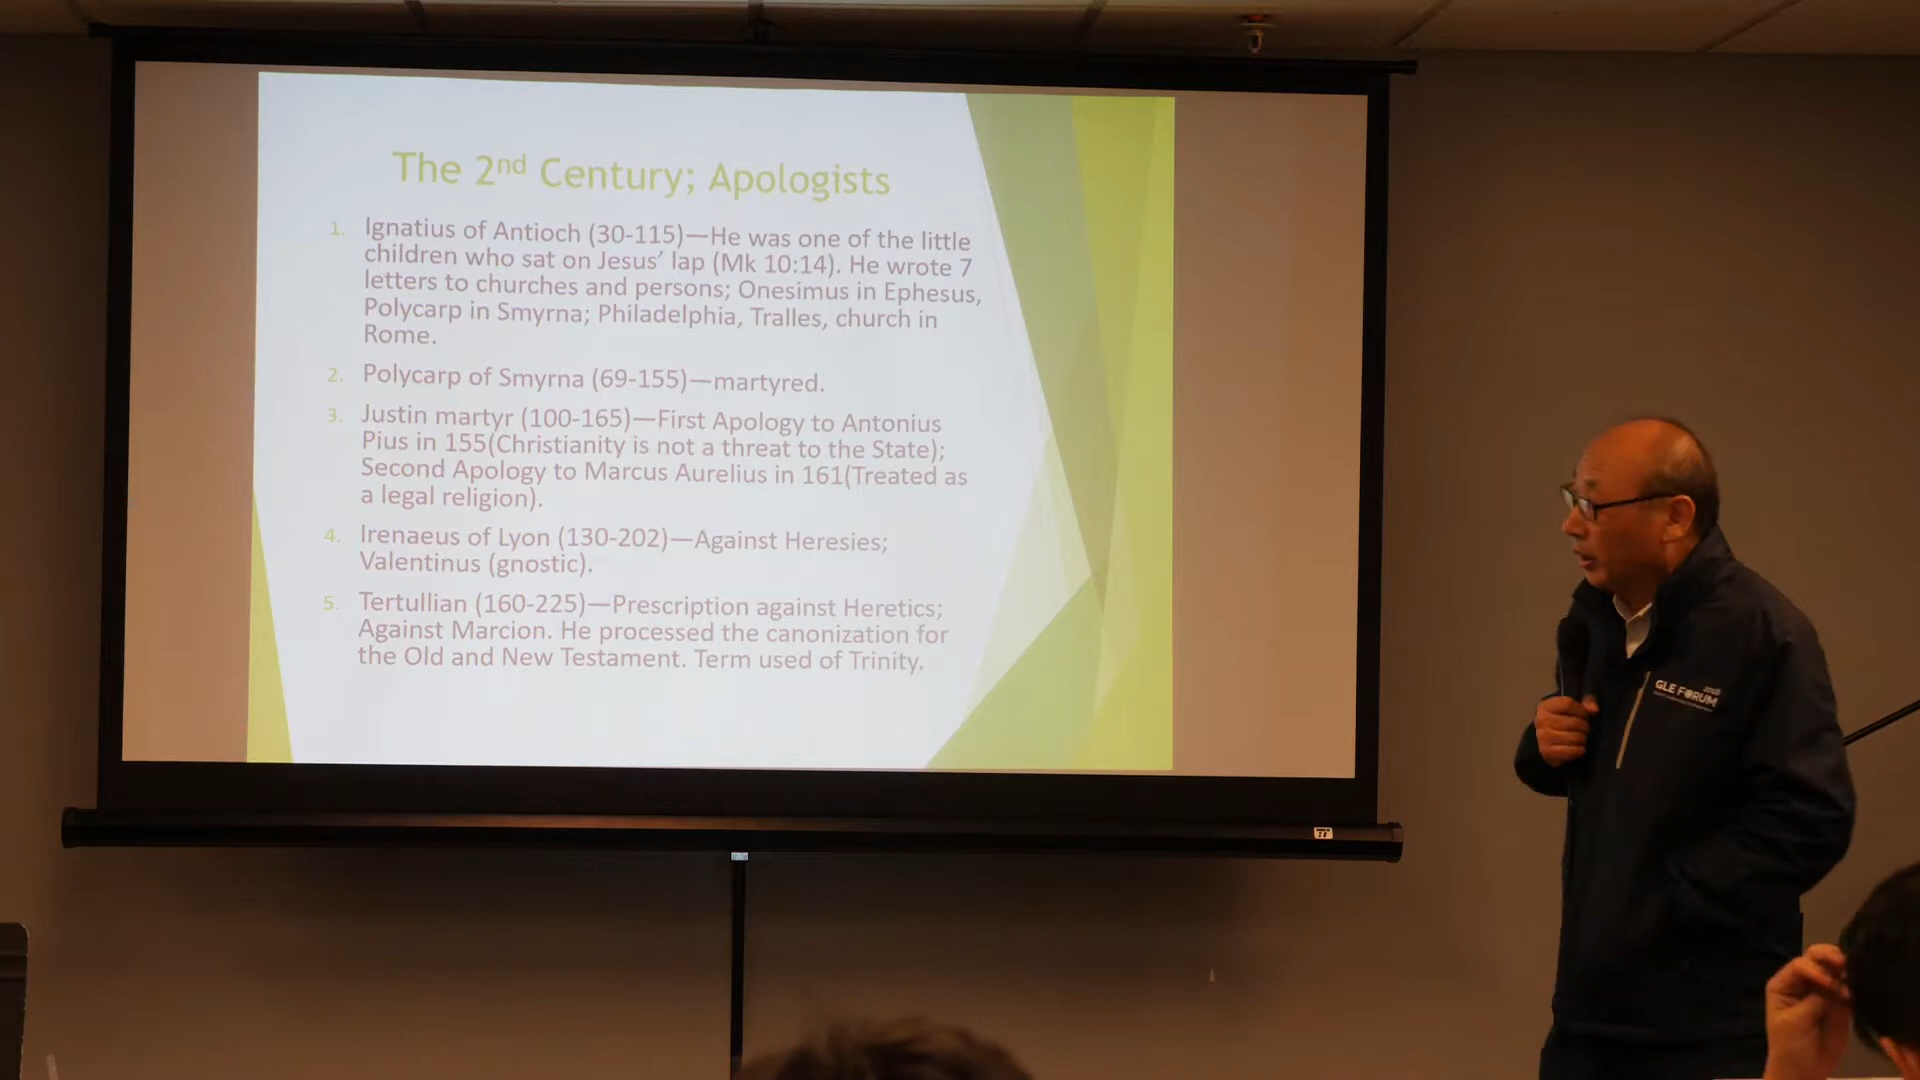 The 2nd Century; Apologists
1. Ignatius of Antioch (30-115)—He was one of the little
children who sat on Jesus’ lap (Mk 10:14). He wrote 7
letters to churches and persons; Onesimus in Ephesus,
Polycarp in Smyrna; Philadelphia, Tralles, church in
Rome.
2. Polycarp of Smyrna (69-155)—martyred.
3. Justin martyr (100-165)—First Apology to Antonius
Pius in 155(Christianity is not a threat to the State);
Second Apology to Marcus Aurelius in 161(Treated as
a legal religion).
4. Irenaeus of Lyon (130-202)—Against Heresies;
Valentinus (gnostic).
5. Tertullian (160-225)—Prescription against Heretics;
Against Marcion. He processed the canonization for
the Old and New Testament. Term used of Trinity.
GLE FORUM